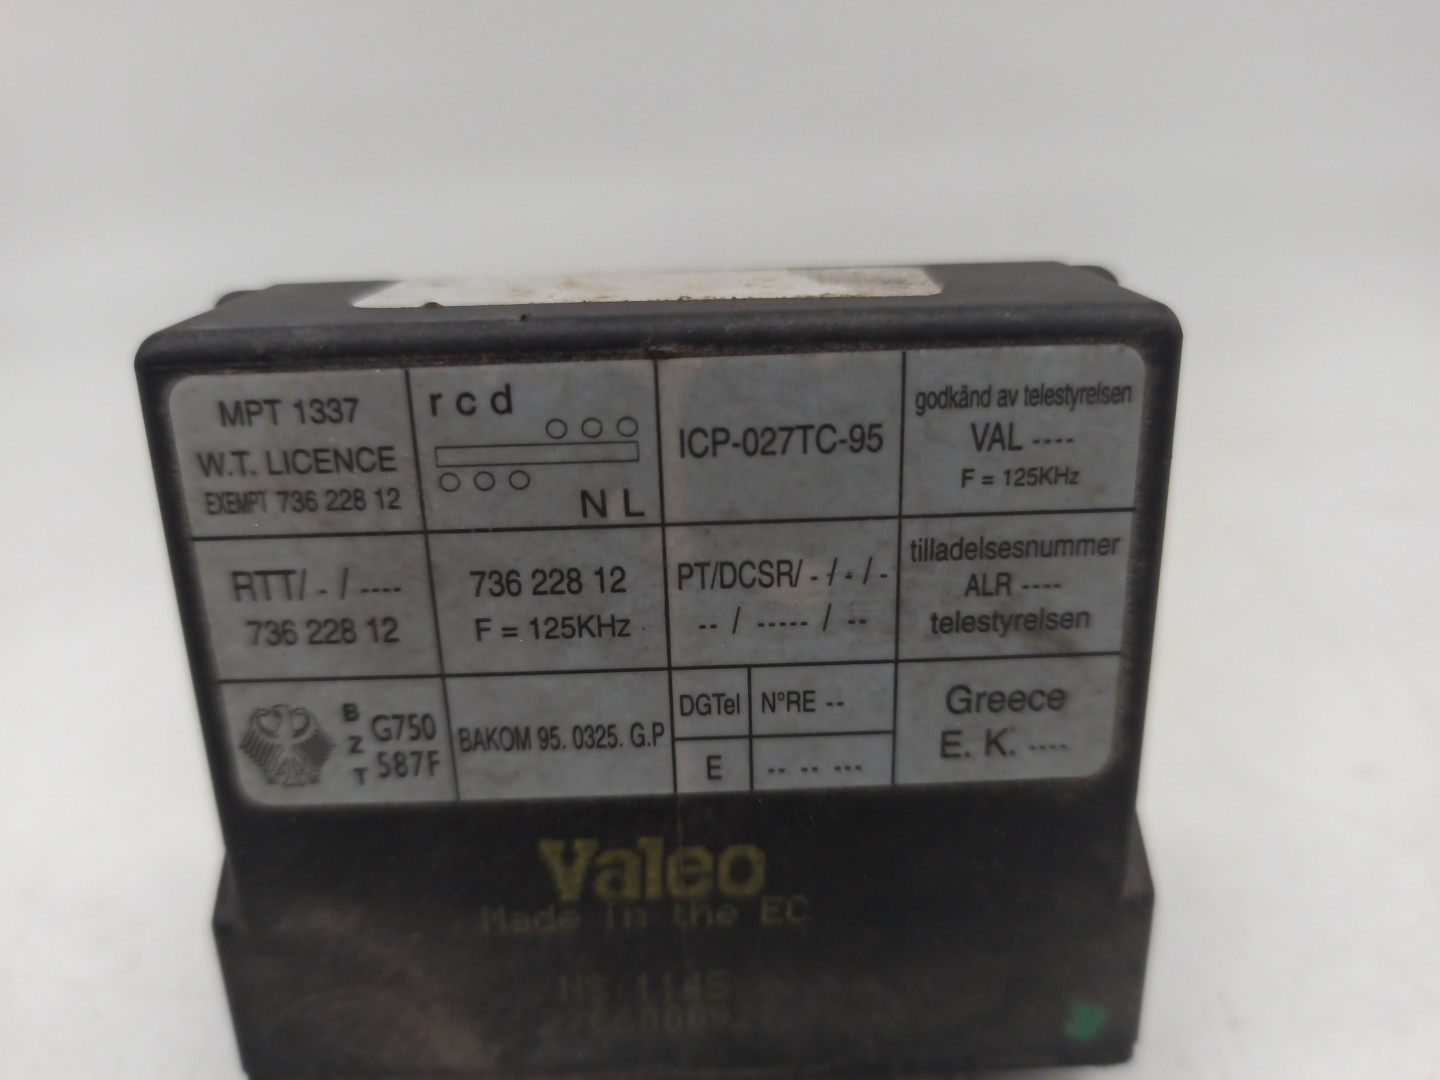 MPT 1337
W.T. LICENCE
EXEMPT 736 228 12
r c d
N L
ICP-027TC-95
godkänd av telestyrelsen
VAL ----
F = 125KHz
RTT/ - / ----
736 228 12
736 228 12
F = 125KHz
PT/DCSR/ - / - / -
-- / ----- / --
tilladelsesnummer
ALR ----
telestyrelsen
B
Z
T
G750
587F
BAKOM 95. 0325. G.P
DGTel
N°RE --
E
-- -- ---
Greece
E. K. ----
Valeo
Made in the EC